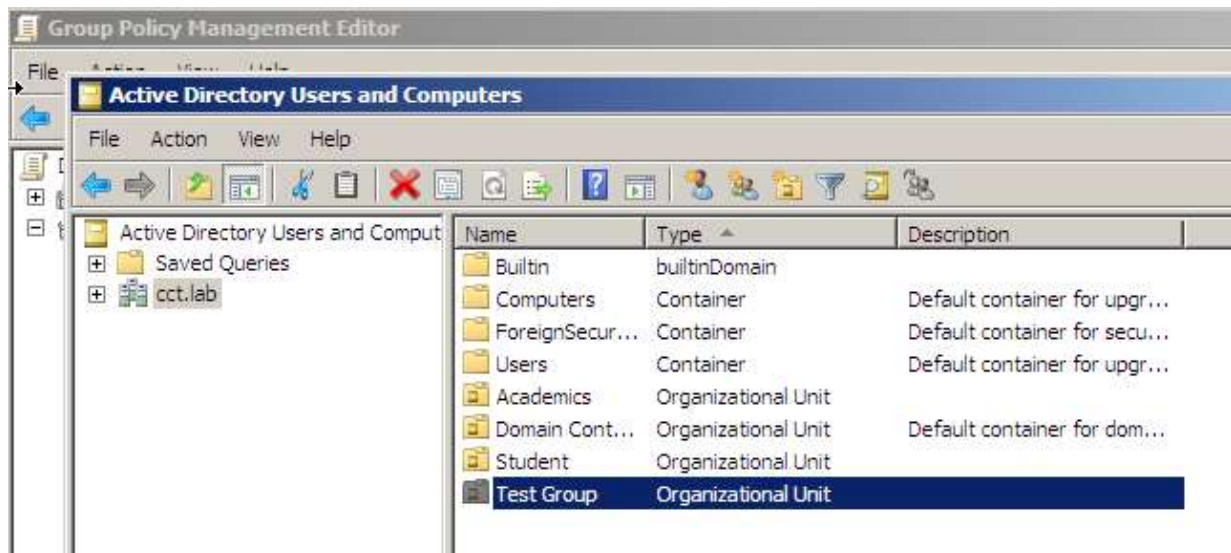 Group Policy Management Editor
File Action View Help
Active Directory Users and Computers
File Action View Help
Active Directory Users and Comput
Saved Queries
cct.lab
Name Type Description
Builtin builtinDomain
Computers Container Default container for upgr...
ForeignSecur... Container Default container for secu...
Users Container Default container for upgr...
Academics Organizational Unit
Domain Cont... Organizational Unit Default container for dom...
Student Organizational Unit
Test Group Organizational Unit